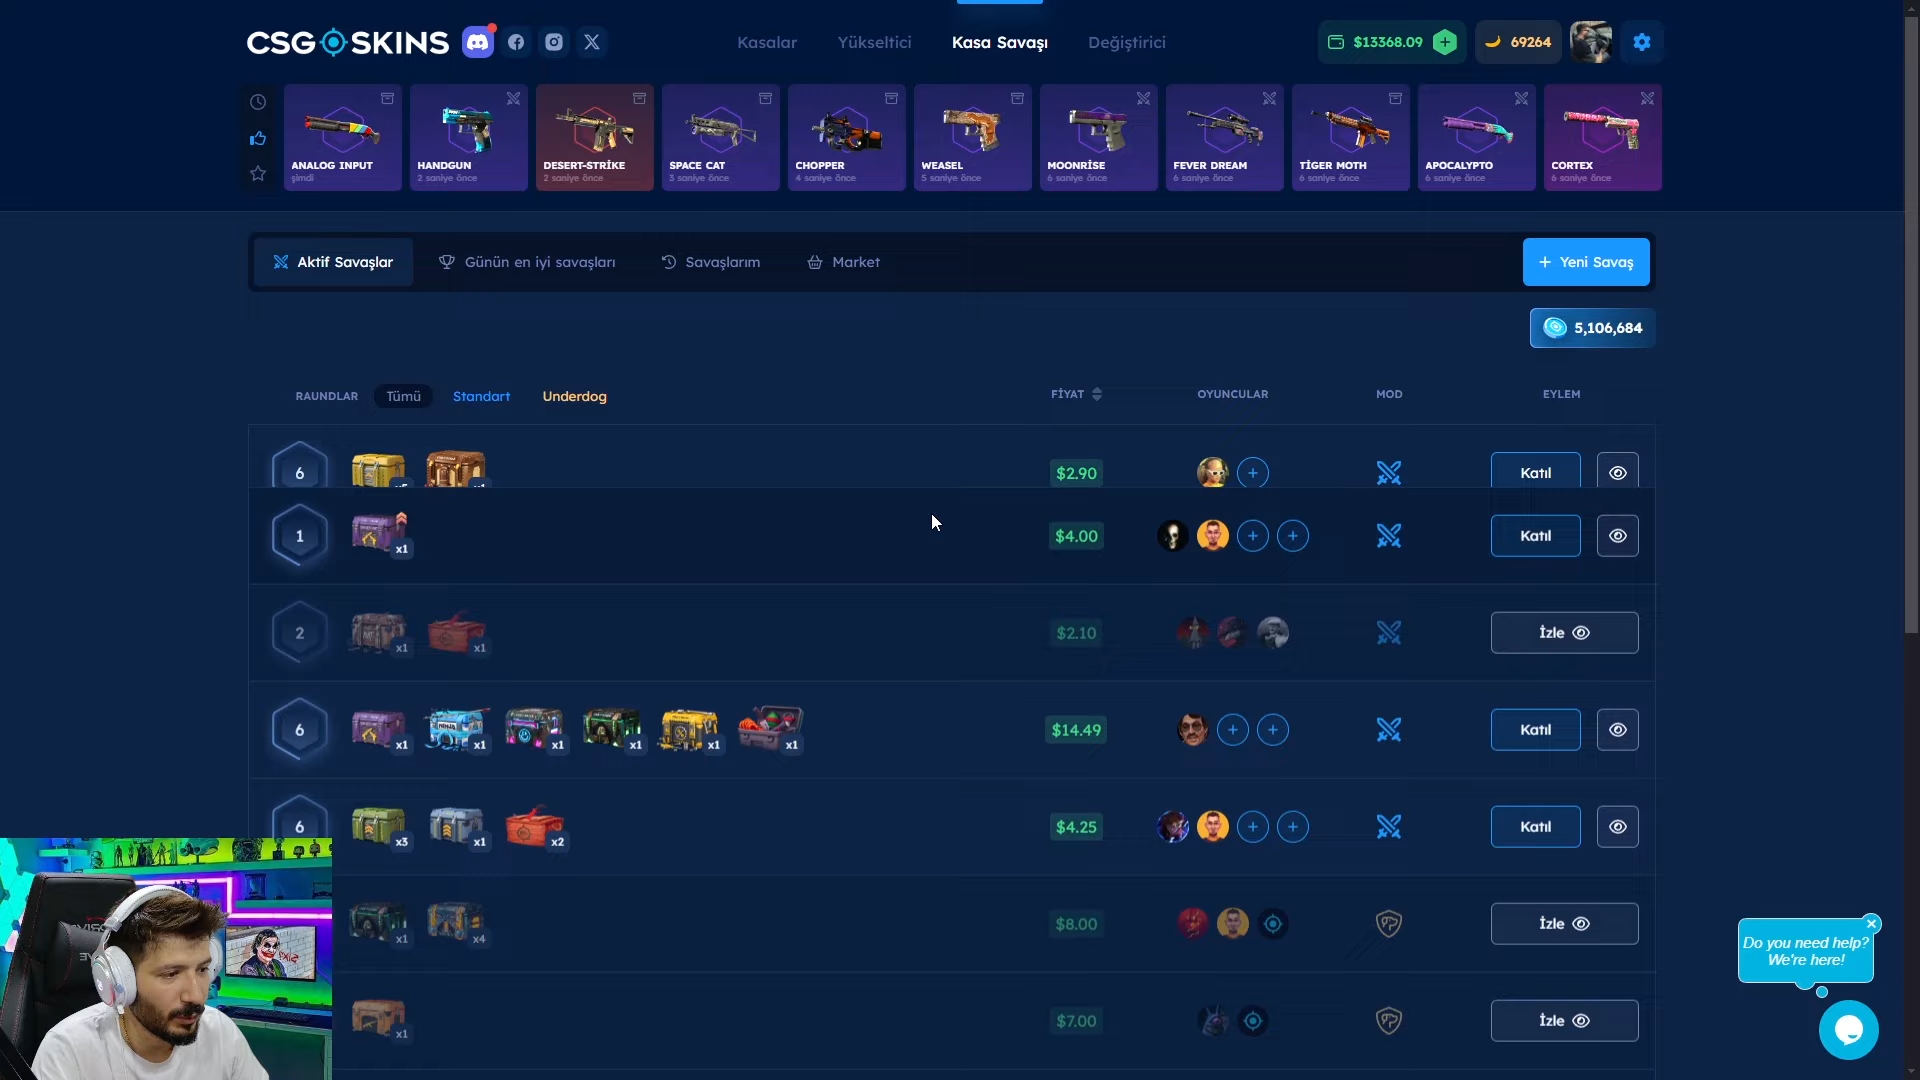 CSGOSKINS
Kasalar
Yükseltici
Kasa Savaşı
Değiştirici
$13368.09
69264
ANALOG INPUT
şimdi
HANDGUN
2 saniye önce
DESERT-STRİKE
2 saniye önce
SPACE CAT
3 saniye önce
CHOPPER
4 saniye önce
WEASEL
5 saniye önce
MOONRİSE
6 saniye önce
FEVER DREAM
6 saniye önce
TİGER MOTH
6 saniye önce
APOCALYPTO
6 saniye önce
CORTEX
6 saniye önce
Aktif Savaşlar
Günün en iyi savaşları
Savaşlarım
Market
+ Yeni Savaş
5,106,684
RAUNDLAR
Tümü
Standart
Underdog
FİYAT
OYUNCULAR
MOD
EYLEM
6
$2.90
Katıl
1
x1
$4.00
Katıl
2
x1
x1
$2.10
İzle
6
x1
x1
x1
x1
x1
x1
$14.49
Katıl
6
x3
x1
x2
$4.25
Katıl
x1
x4
$8.00
İzle
x1
$7.00
İzle
Do you need help?
We're here!